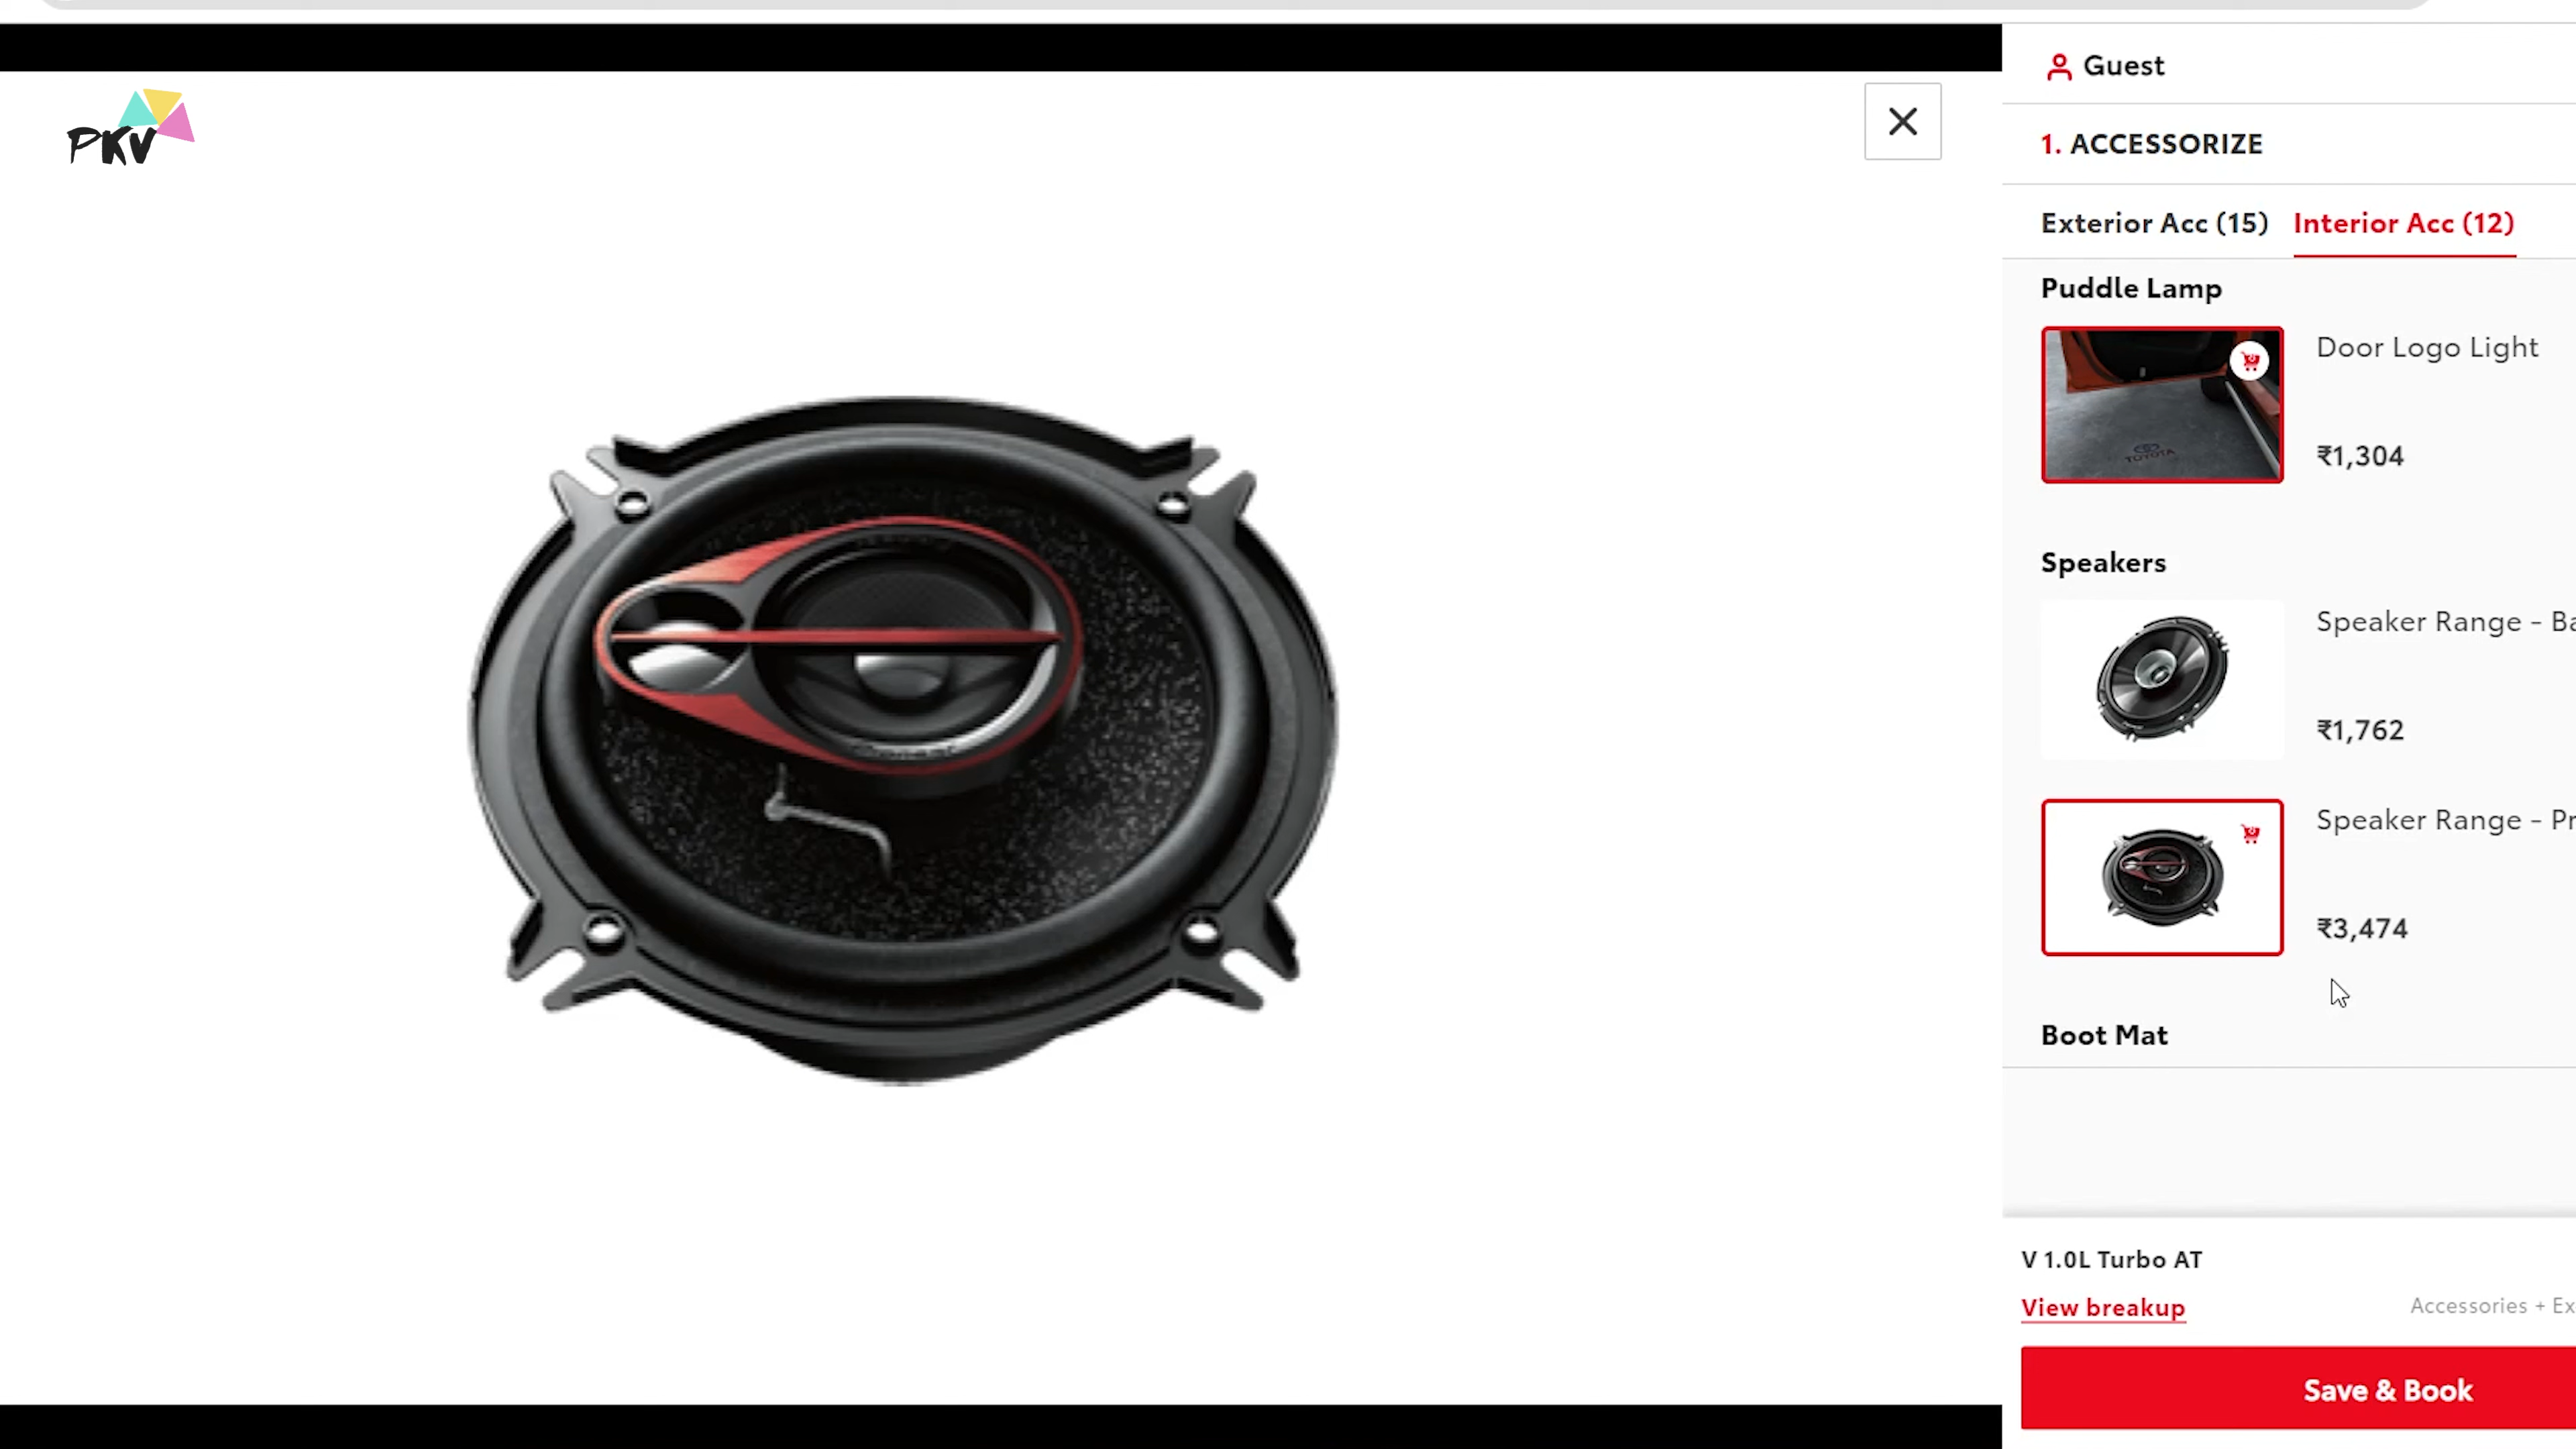 PKV
Guest
1. ACCESSORIZE
Exterior Acc (15)
Interior Acc (12)
Puddle Lamp
Door Logo Light
TOYOTA
₹1,304
Speakers
Speaker Range - Ba
₹1,762
Speaker Range - Pr
₹3,474
Boot Mat
V 1.0L Turbo AT
View breakup
Accessories + Ex
Save & Book